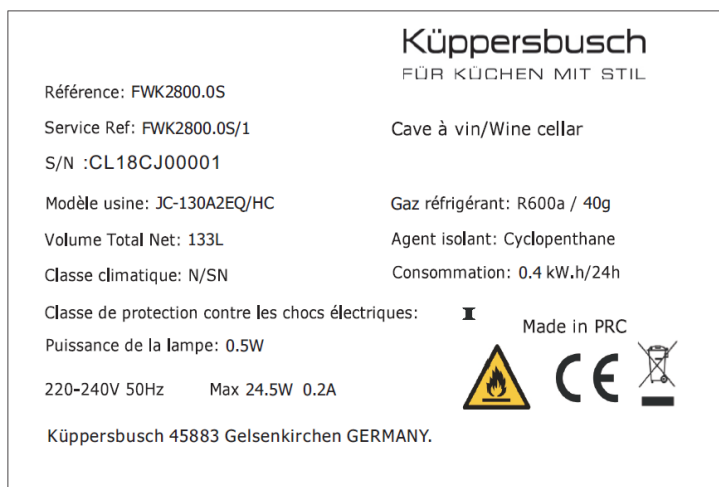 Küppersbusch
FÜR KÜCHEN MIT STIL
Référence: FWK2800.0S
Service Ref: FWK2800.0S/1
Cave à vin/Wine cellar
S/N :CL18CJ00001
Modèle usine: JC-130A2EQ/HC
Gaz réfrigérant: R600a / 40g
Volume Total Net: 133L
Agent isolant: Cyclopenthane
Classe climatique: N/SN
Consommation: 0.4 kW.h/24h
Classe de protection contre les chocs électriques: I
Made in PRC
Puissance de la lampe: 0.5W
220-240V 50Hz Max 24.5W 0.2A
CE
Küppersbusch 45883 Gelsenkirchen GERMANY.